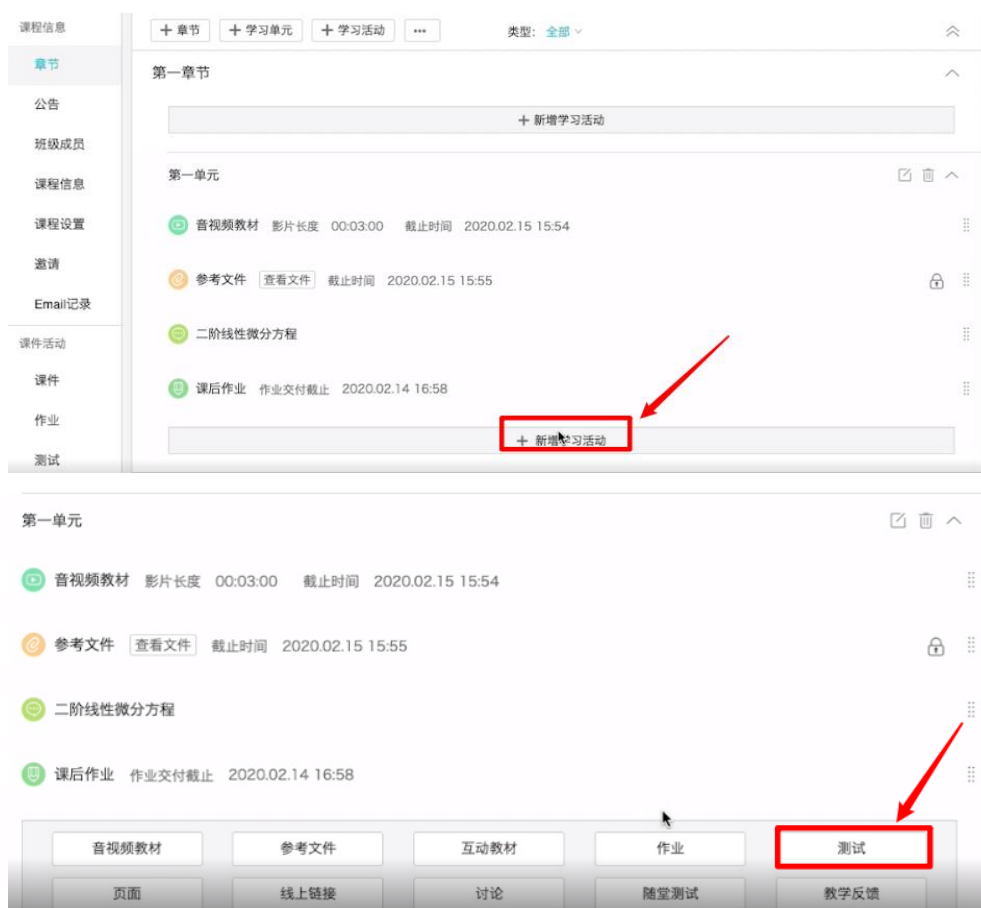 课程信息
章节
公告
班级成员
课程信息
课程设置
邀请
Email记录
课件活动
课件
作业
测试
+ 章节 + 学习单元 + 学习活动 ··· 类型: 全部
第一章节
+ 新增学习活动
第一单元
音视频教材 影片长度 00:03:00 截止时间 2020.02.15 15:54
参考文件 查看文件 截止时间 2020.02.15 15:55
二阶线性微分方程
课后作业 作业交付截止 2020.02.14 16:58
+ 新增学习活动
第一单元
音视频教材 影片长度 00:03:00 截止时间 2020.02.15 15:54
参考文件 查看文件 截止时间 2020.02.15 15:55
二阶线性微分方程
课后作业 作业交付截止 2020.02.14 16:58
音视频教材 参考文件 互动教材 作业 测试
页面 线上链接 讨论 随堂测试 教学反馈